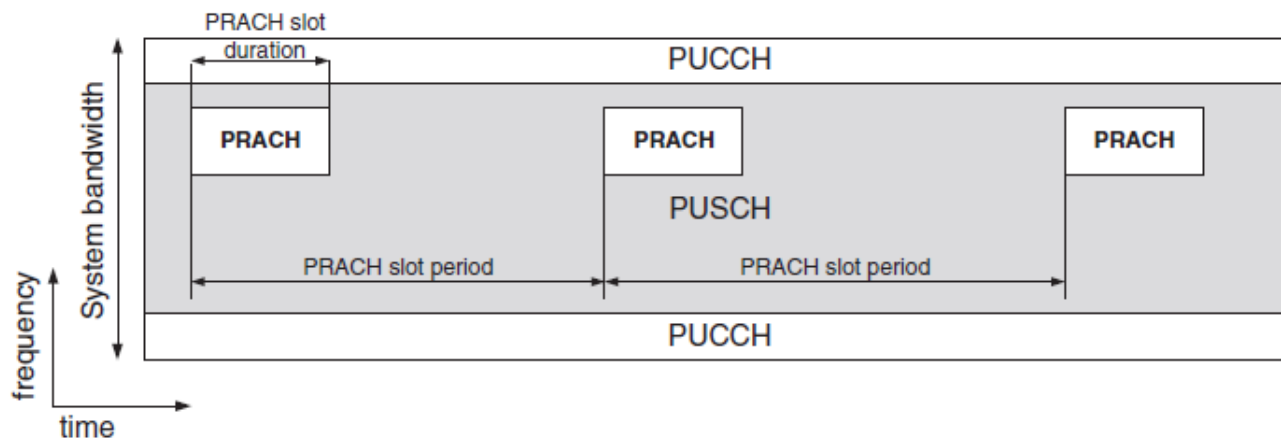 PRACH slot
duration
PUCCH
System bandwidth
PRACH
PRACH
PRACH
PUSCH
PRACH slot period
PRACH slot period
PUCCH
frequency
time